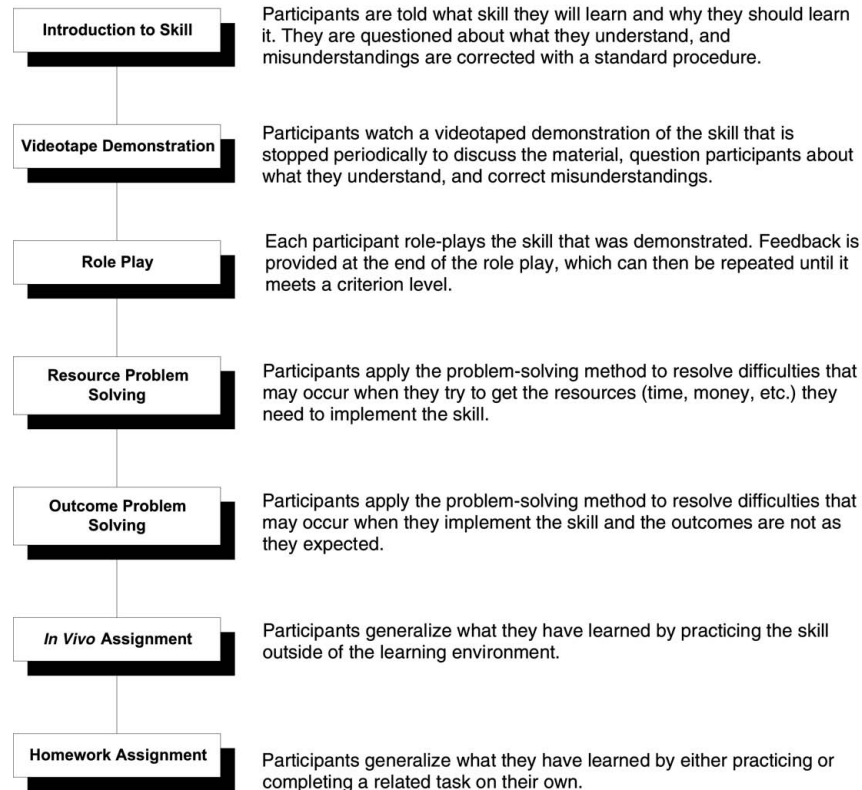 Introduction to Skill
Participants are told what skill they will learn and why they should learn
it. They are questioned about what they understand, and
misunderstandings are corrected with a standard procedure.
Videotape Demonstration
Participants watch a videotaped demonstration of the skill that is
stopped periodically to discuss the material, question participants about
what they understand, and correct misunderstandings.
Role Play
Each participant role-plays the skill that was demonstrated. Feedback is
provided at the end of the role play, which can then be repeated until it
meets a criterion level.
Resource Problem
Solving
Participants apply the problem-solving method to resolve difficulties that
may occur when they try to get the resources (time, money, etc.) they
need to implement the skill.
Outcome Problem
Solving
Participants apply the problem-solving method to resolve difficulties that
may occur when they implement the skill and the outcomes are not as
they expected.
In Vivo Assignment
Participants generalize what they have learned by practicing the skill
outside of the learning environment.
Homework Assignment
Participants generalize what they have learned by either practicing or
completing a related task on their own.